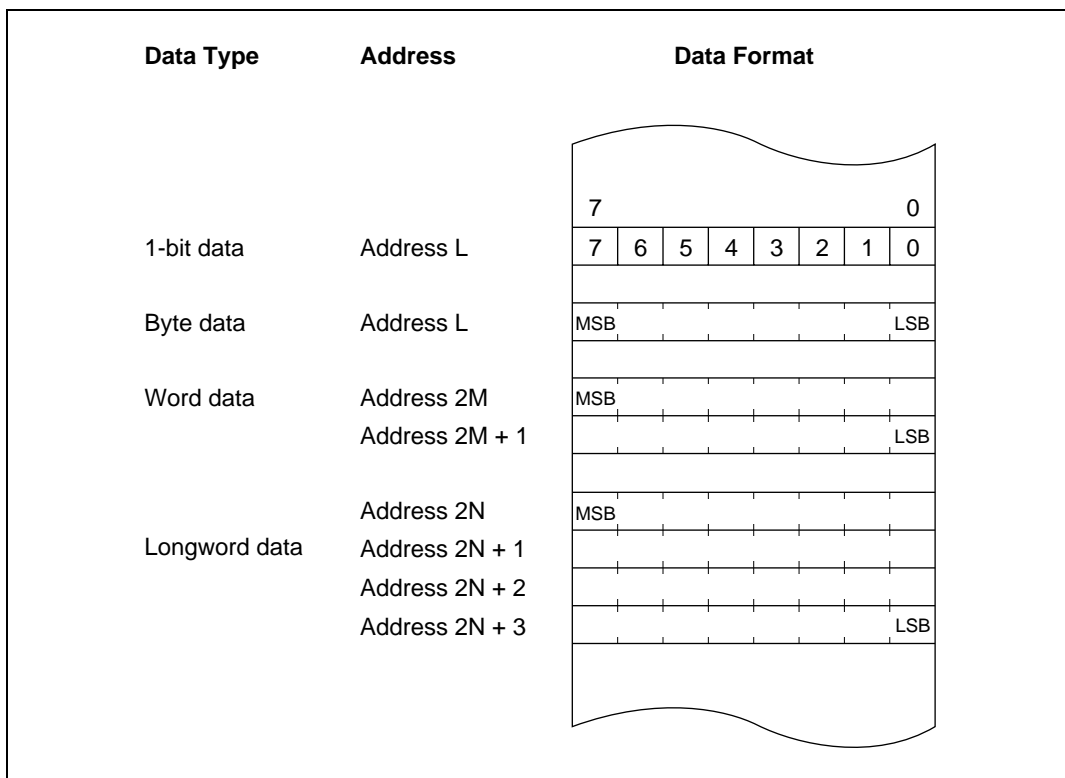 Data Type Address Data Format
7 0
1-bit data Address L 7 6 5 4 3 2 1 0
Byte data Address L MSB LSB
Word data Address 2M MSB
Address 2M + 1 LSB
Address 2N MSB
Longword data Address 2N + 1
Address 2N + 2
Address 2N + 3 LSB